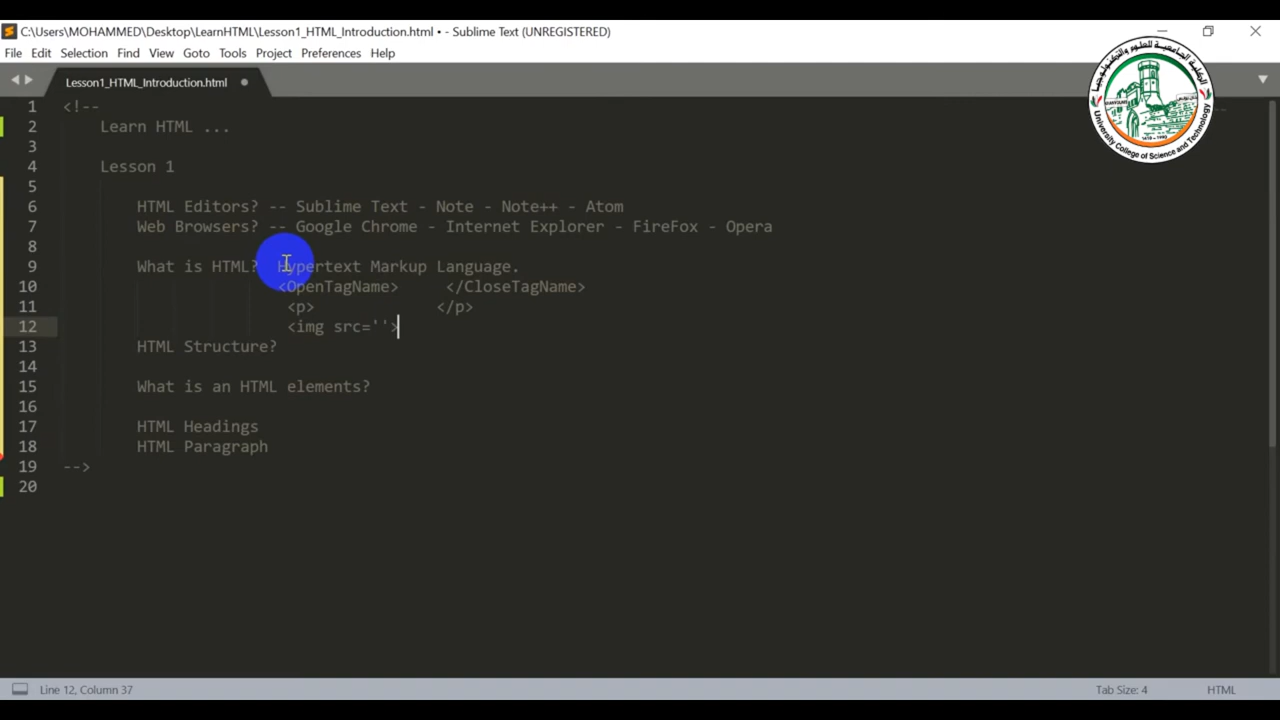 C:\Users\MOHAMMED\Desktop\LearnHTML\Lesson1_HTML_Introduction.html • - Sublime Text (UNREGISTERED)
File Edit Selection Find View Goto Tools Project Preferences Help
Lesson1_HTML_Introduction.html
1 <!--
2 Learn HTML ...
3
4 Lesson 1
5
6 HTML Editors? -- Sublime Text - Note - Note++ - Atom
7 Web Browsers? -- Google Chrome - Internet Explorer - FireFox - Opera
8
9 What is HTML? Hypertext Markup Language.
10 <OpenTagName> </CloseTagName>
11 <p> </p>
12 <img src=''>
13 HTML Structure?
14
15 What is an HTML elements?
16
17 HTML Headings
18 HTML Paragraph
19 -->
20
الكلية الجامعية للعلوم والتكنولوجيا
University College of Science and Technology
Line 12, Column 37 Tab Size: 4 HTML